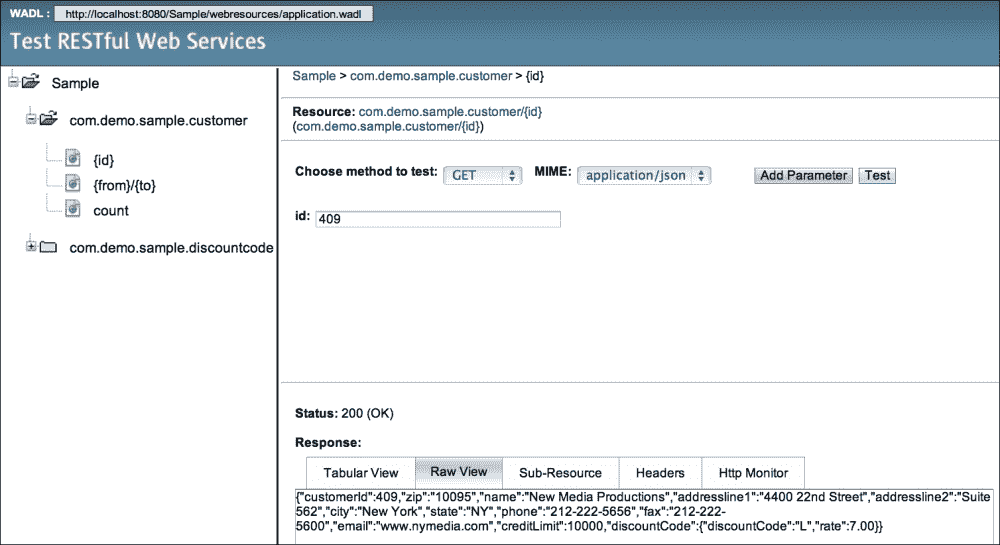 WADL : http://localhost:8080/Sample/webresources/application.wadl
Test RESTful Web Services
Sample
com.demo.sample.customer
{id}
{from}/{to}
count
com.demo.sample.discountcode
Sample > com.demo.sample.customer > {id}
Resource: com.demo.sample.customer/{id}
(com.demo.sample.customer/{id})
Choose method to test: GET MIME: application/json Add Parameter Test
id: 409
Status: 200 (OK)
Response:
Tabular View Raw View Sub-Resource Headers Http Monitor
{"customerId":409,"zip":"10095","name":"New Media Productions","addressline1":"4400 22nd Street","addressline2":"Suite
562","city":"New York","state":"NY","phone":"212-222-5656","fax":"212-222-
5600","email":"www.nymedia.com","creditLimit":10000,"discountCode":{"discountCode":"L","rate":7.00}}